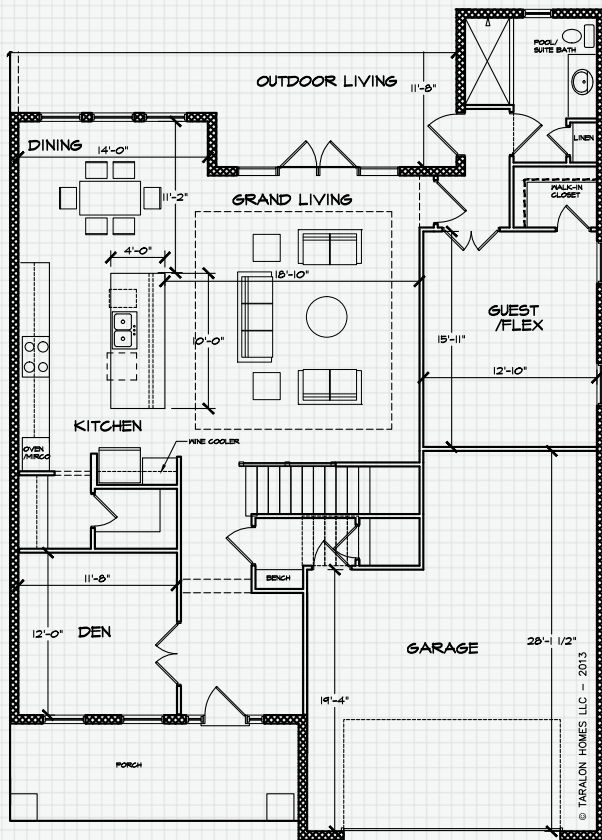 POOL/
SUITE BATH
OUTDOOR LIVING
11'-8"
LINEN
DINING
14'-0"
WALK-IN
CLOSET
11'-2"
GRAND LIVING
4'-0"
18'-10"
GUEST
/FLEX
10'-0"
15'-11"
12'-10"
KITCHEN
WINE COOLER
OVEN
/MIRCO
BENCH
11'-8"
12'-0"
DEN
GARAGE
28'-1 1/2"
19'-4"
PORCH
© TARALON HOMES LLC - 2013